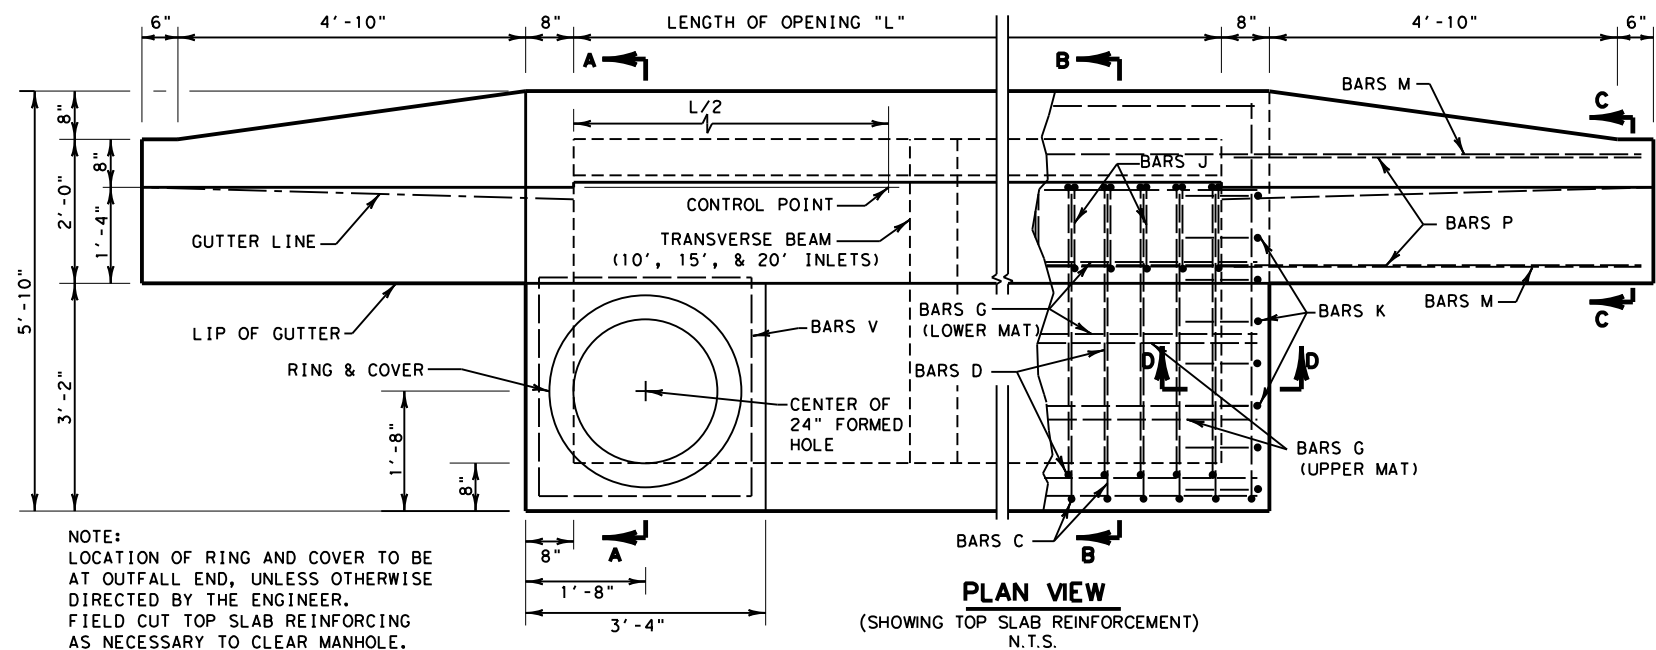 6" 4'-10" 8" LENGTH OF OPENING "L" 8" 4'-10" 6"
A B
BARS M
C
L/2
8"
8"
BARS J
2'-0"
1'-4"
CONTROL POINT
BARS P
GUTTER LINE
TRANSVERSE BEAM
(10', 15', & 20' INLETS)
5'-10"
BARS G
(LOWER MAT)
BARS M
BARS K
C
LIP OF GUTTER
BARS V
RING & COVER
BARS D
D D
3'-2"
CENTER OF
24" FORMED
HOLE
1'-8"
BARS G
(UPPER MAT)
8"
BARS C
A B
8"
1'-8"
3'-4"
NOTE:
LOCATION OF RING AND COVER TO BE
AT OUTFALL END, UNLESS OTHERWISE
DIRECTED BY THE ENGINEER.
FIELD CUT TOP SLAB REINFORCING
AS NECESSARY TO CLEAR MANHOLE.
PLAN VIEW
(SHOWING TOP SLAB REINFORCEMENT)
N.T.S.